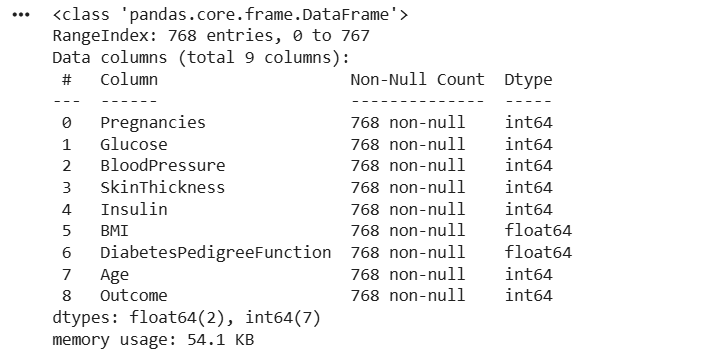 ••• <class 'pandas.core.frame.DataFrame'>
RangeIndex: 768 entries, 0 to 767
Data columns (total 9 columns):
 #   Column                    Non-Null Count  Dtype
---  ------                    --------------  -----
 0   Pregnancies               768 non-null    int64
 1   Glucose                   768 non-null    int64
 2   BloodPressure             768 non-null    int64
 3   SkinThickness             768 non-null    int64
 4   Insulin                   768 non-null    int64
 5   BMI                       768 non-null    float64
 6   DiabetesPedigreeFunction  768 non-null    float64
 7   Age                       768 non-null    int64
 8   Outcome                   768 non-null    int64
dtypes: float64(2), int64(7)
memory usage: 54.1 KB